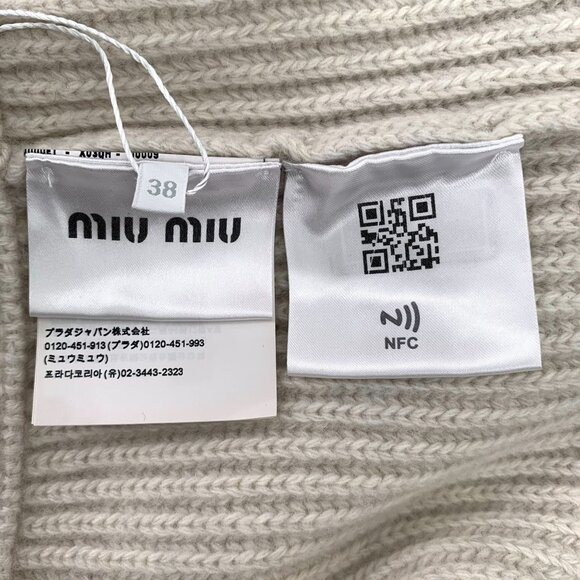 38
miu miu
プラダジャパン株式会社
0120-451-913(プラダ)0120-451-993
(ミュウミュウ)
프라다코리아(유)02-3443-2323
NFC